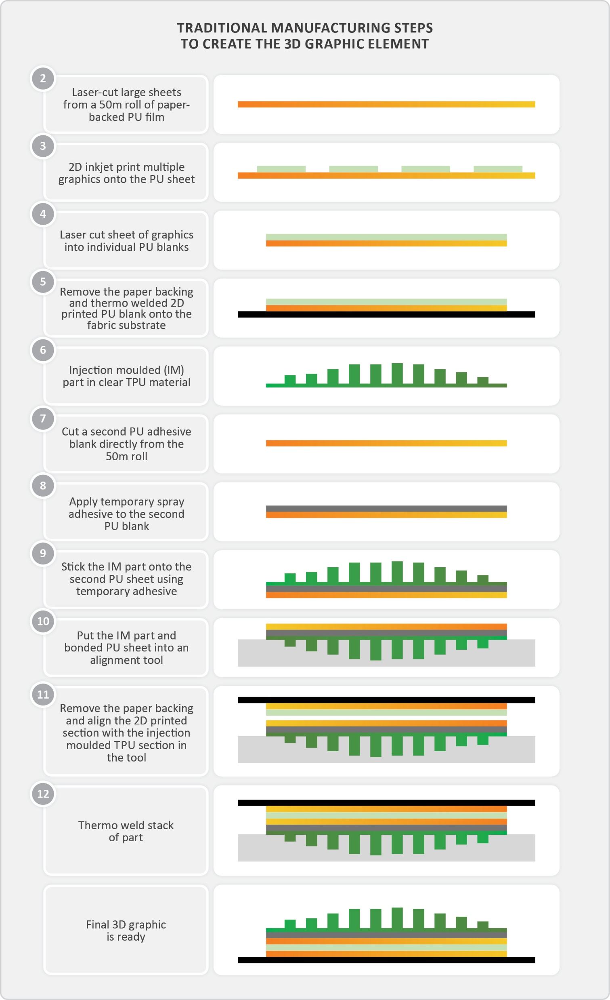 TRADITIONAL MANUFACTURING STEPS
TO CREATE THE 3D GRAPHIC ELEMENT
2
Laser-cut large sheets
from a 50m roll of paper-
backed PU film
3
2D inkjet print multiple
graphics onto the PU sheet
4
Laser cut sheet of graphics
into individual PU blanks
5
Remove the paper backing
and thermo welded 2D
printed PU blank onto the
fabric substrate
6
Injection moulded (IM)
part in clear TPU material
7
Cut a second PU adhesive
blank directly from the
50m roll
8
Apply temporary spray
adhesive to the second
PU blank
9
Stick the IM part onto the
second PU sheet using
temporary adhesive
10
Put the IM part and
bonded PU sheet into an
alignment tool
11
Remove the paper backing
and align the 2D printed
section with the injection
moulded TPU section in
the tool
12
Thermo weld stack
of part
Final 3D graphic
is ready